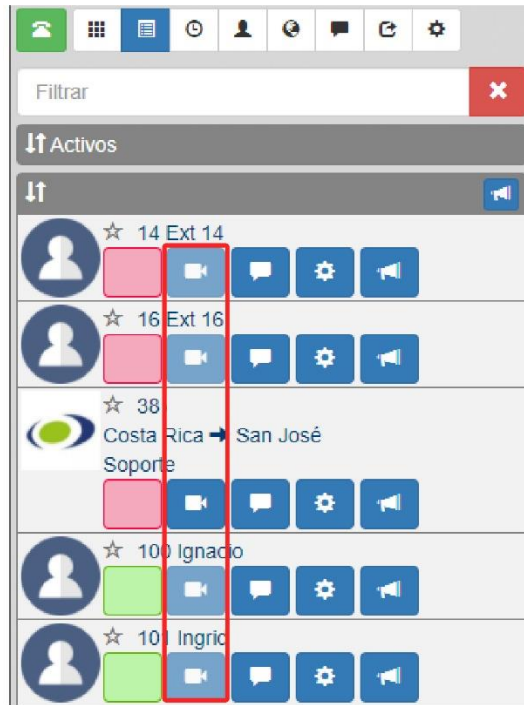 Filtrar
Activos
14 Ext 14
16 Ext 16
38
Costa Rica ➔ San José
Soporte
100 Ignacio
101 Ingrid